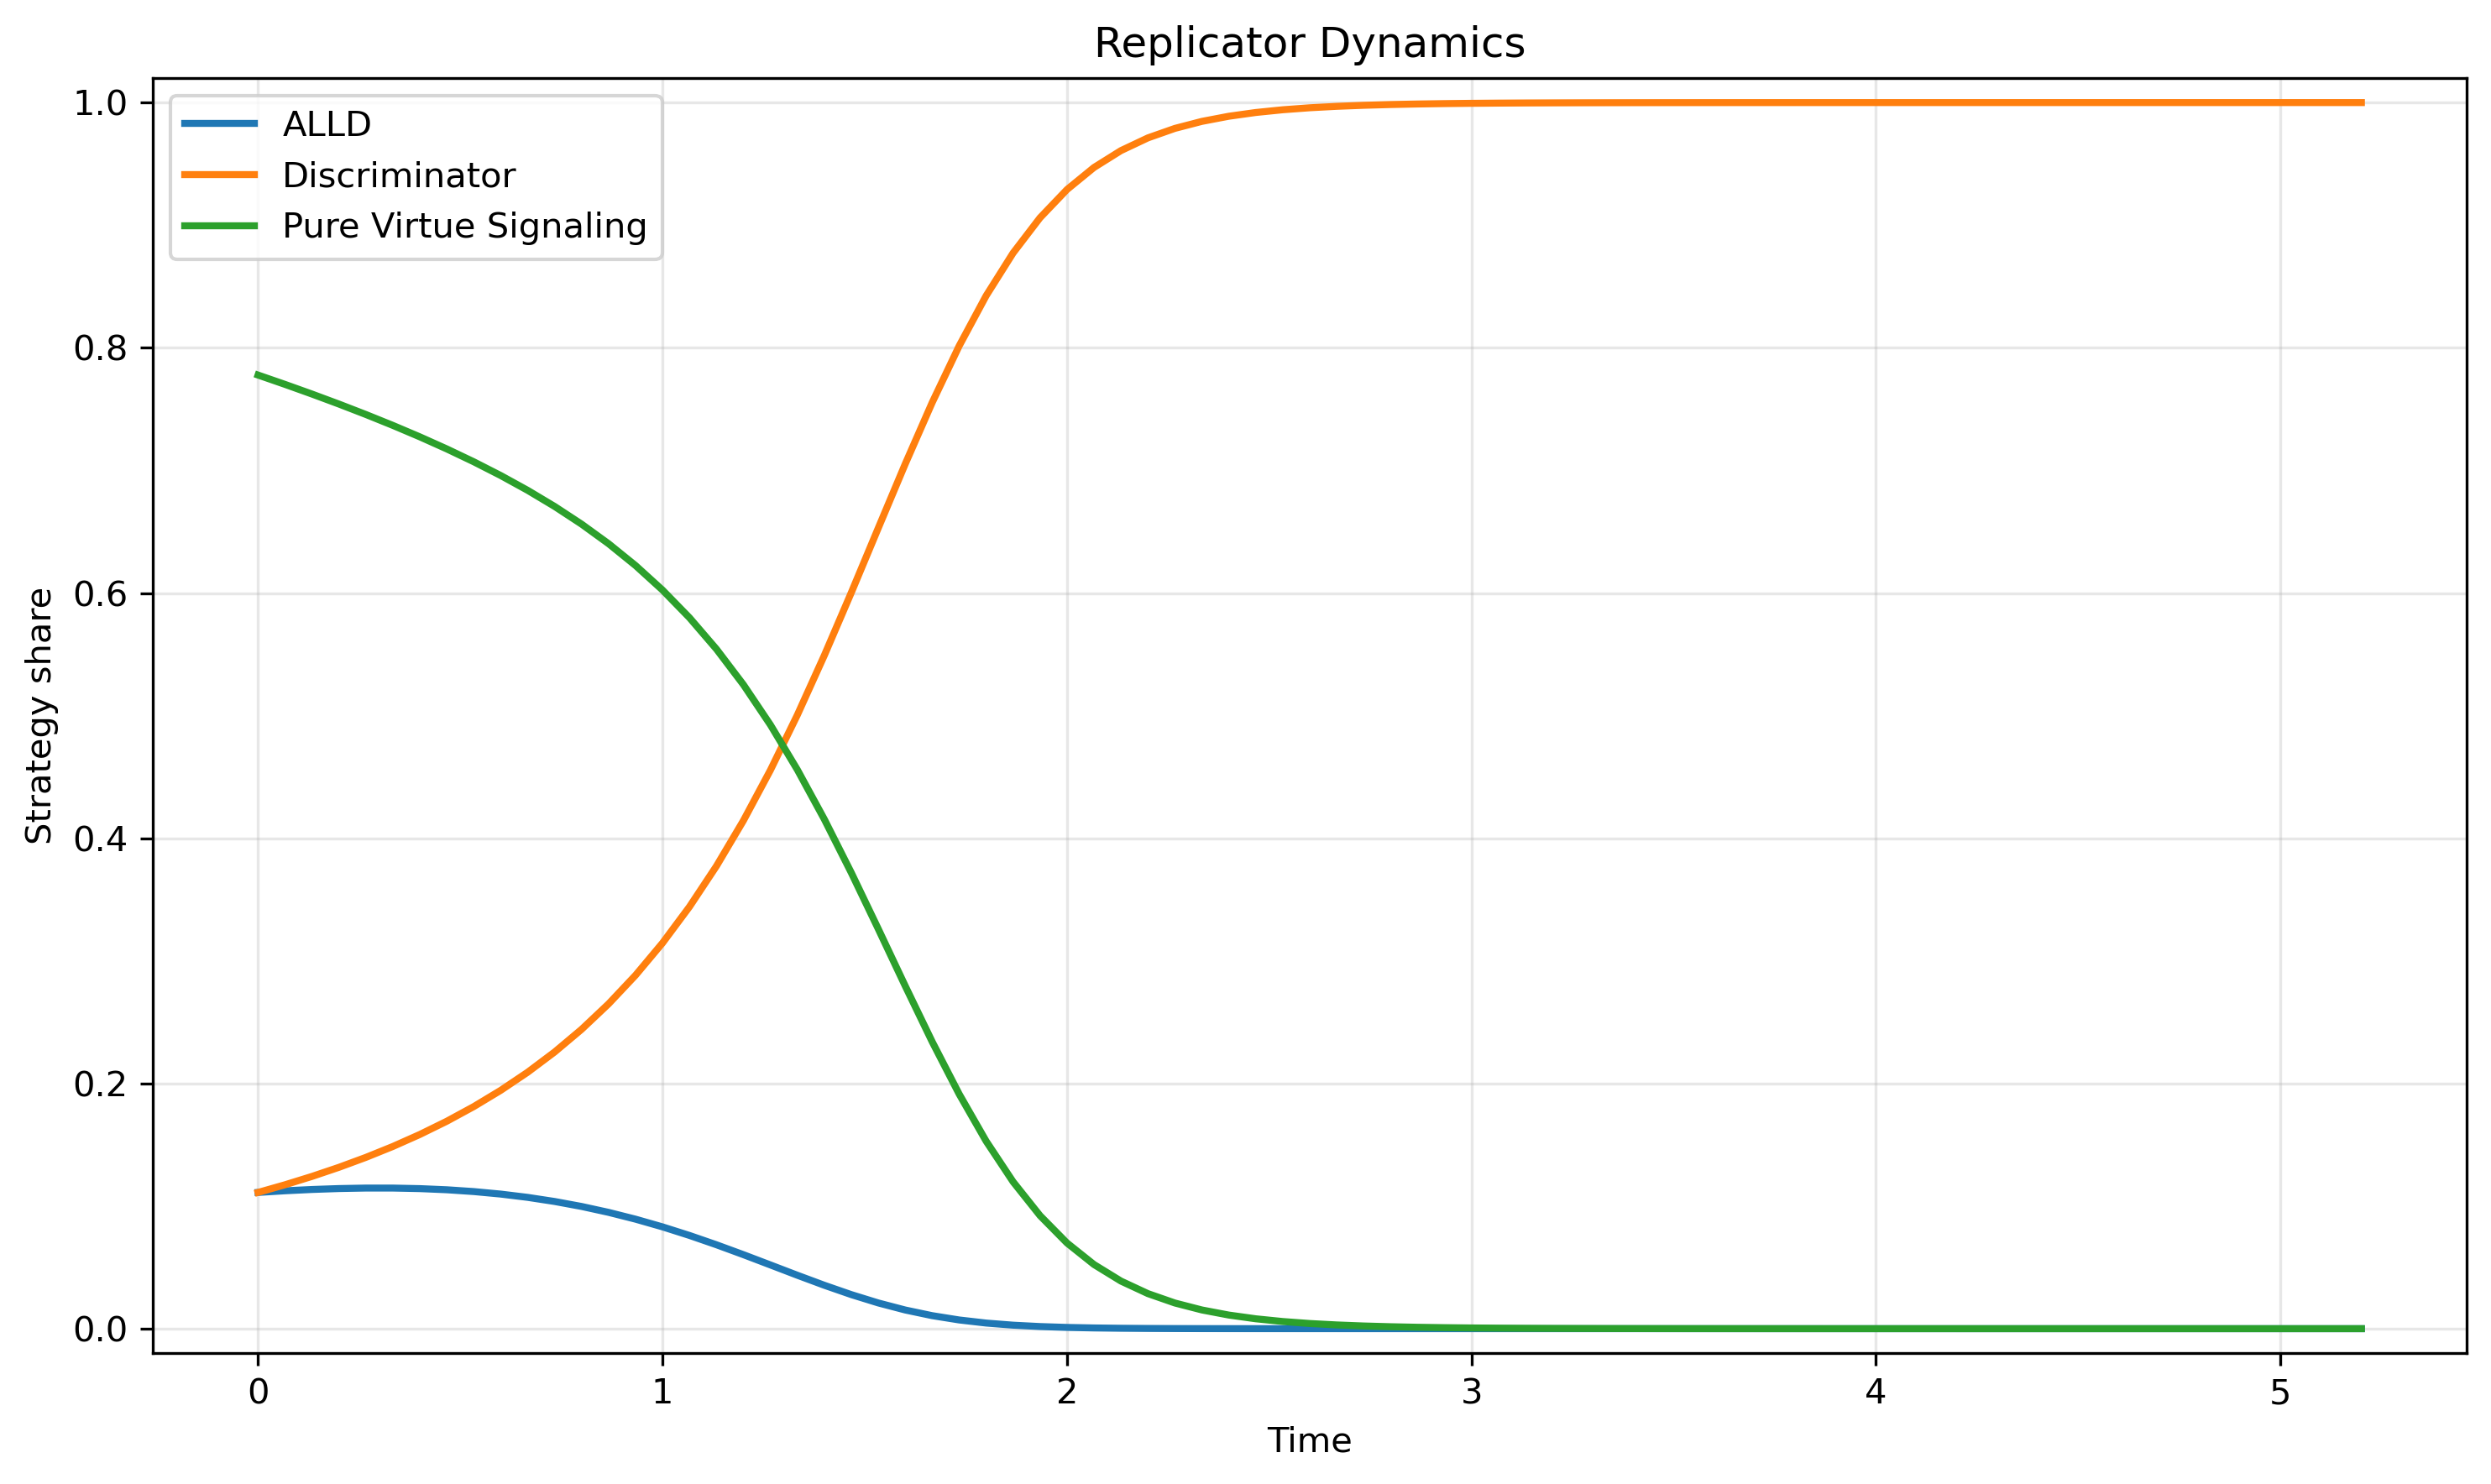 Replicator Dynamics
ALLD
Discriminator
Pure Virtue Signaling
Strategy share
1.0
0.8
0.6
0.4
0.2
0.0
0 1 2 3 4 5
Time